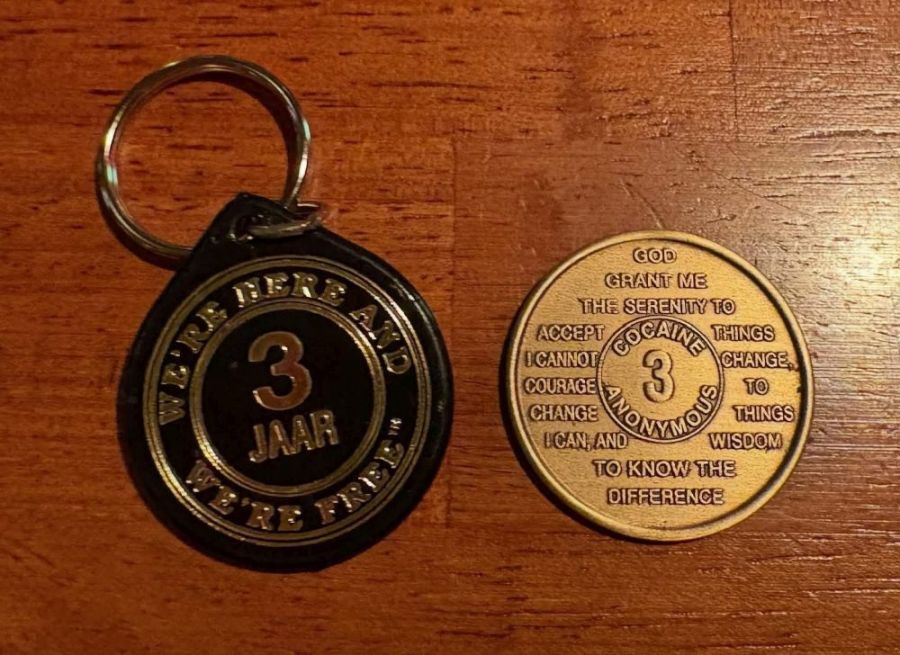 WE'RE HERE AND
3
JAAR
WE'RE FREE™
GOD
GRANT ME
THE SERENITY TO
ACCEPT THINGS
I CANNOT CHANGE,
COURAGE TO
CHANGE THINGS
I CAN, AND WISDOM
TO KNOW THE
DIFFERENCE
COCAINE
3
ANONYMOUS